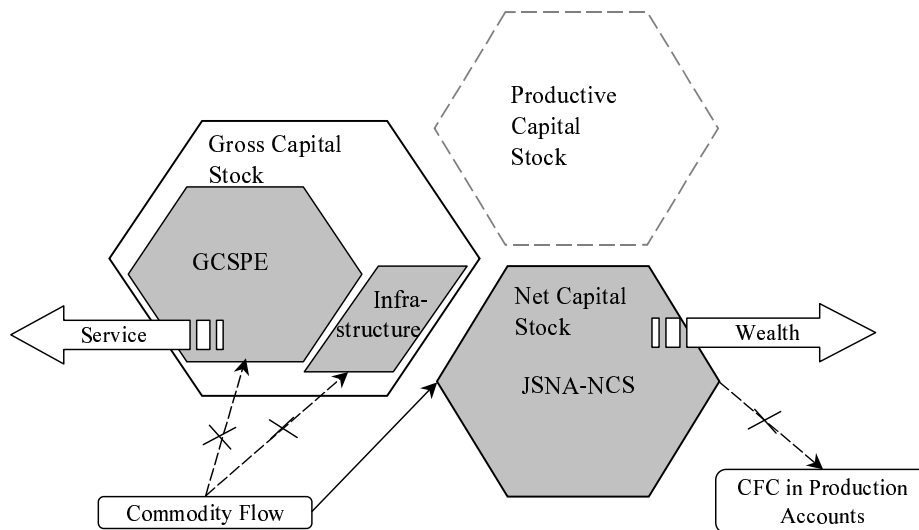 Productive
Capital
Stock
Gross Capital
Stock
GCSPE
Infra-
structure
Net Capital
Stock
JSNA-NCS
Service
Wealth
Commodity Flow
CFC in Production
Accounts